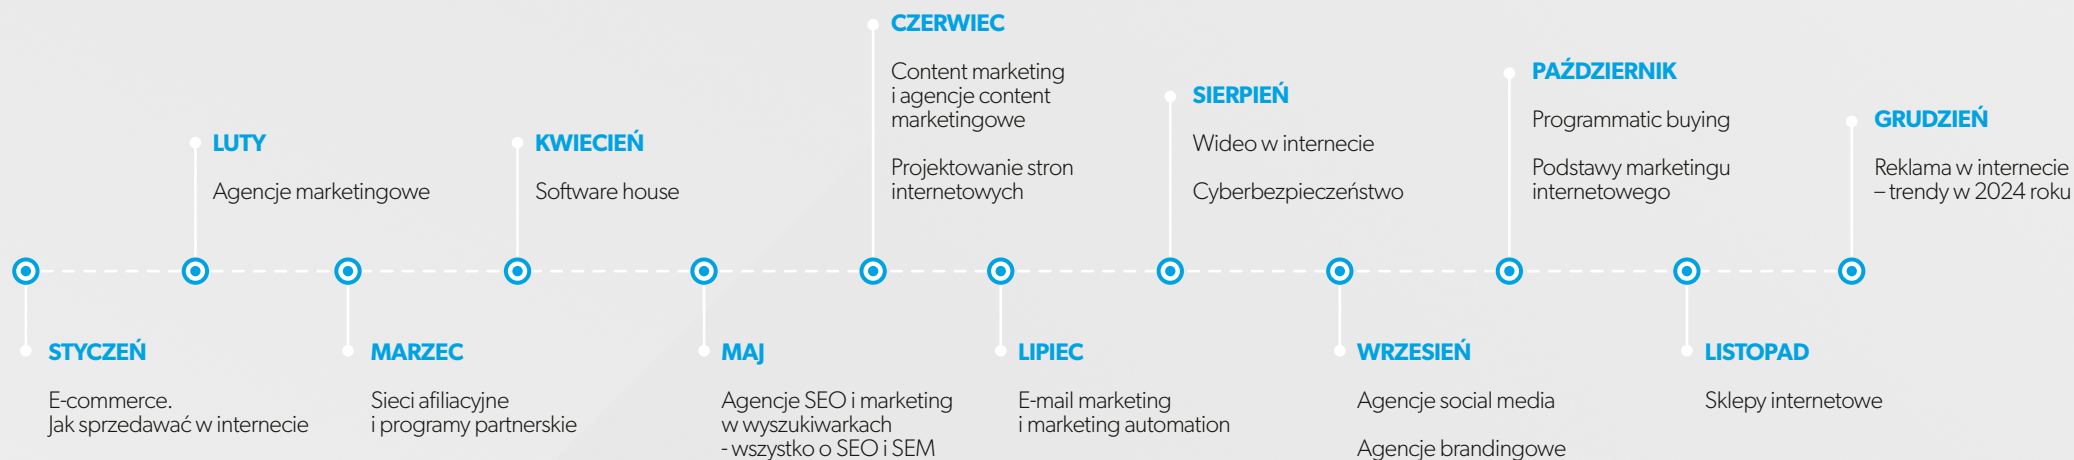 STYCZEŃ
E-commerce.
Jak sprzedawać w internecie
LUTY
Agencje marketingowe
MARZEC
Sieci afiliacyjne
i programy partnerskie
KWIECIEŃ
Software house
MAJ
Agencje SEO i marketing
w wyszukiwarkach
- wszystko o SEO i SEM
CZERWIEC
Content marketing
i agencje content
marketingowe
Projektowanie stron
internetowych
LIPIEC
E-mail marketing
i marketing automation
SIERPIEŃ
Wideo w internecie
Cyberbezpieczeństwo
WRZESIEŃ
Agencje social media
Agencje brandingowe
PAŹDZIERNIK
Programmatic buying
Podstawy marketingu
internetowego
LISTOPAD
Sklepy internetowe
GRUDZIEŃ
Reklama w internecie
– trendy w 2024 roku